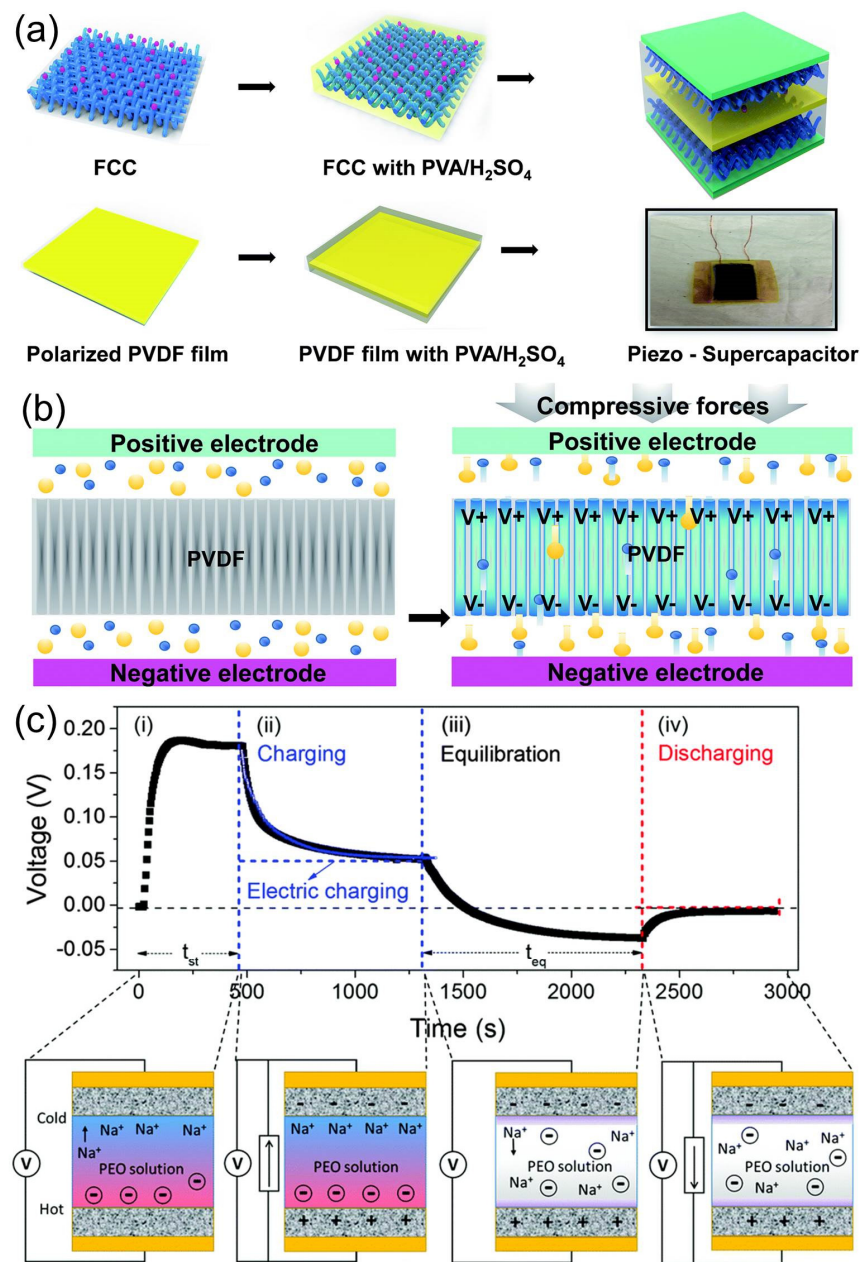 (a)
FCC
FCC with PVA/H₂SO₄
Polarized PVDF film
PVDF film with PVA/H₂SO₄
Piezo - Supercapacitor
(b)
Compressive forces
Positive electrode
Positive electrode
PVDF
V+ V+ V+ V+ V+ V+ V+ V+ V+
PVDF
V- V- V- V- V- V- V- V- V-
Negative electrode
Negative electrode
(c)
(i)
(ii)
(iii)
(iv)
Charging
Equilibration
Discharging
Electric charging
Voltage (V)
0.20
0.15
0.10
0.05
0.00
-0.05
tst
teq
0
500
1000
1500
2000
2500
3000
Time (s)
V
Cold
Hot
Na⁺ Na⁺ Na⁺
Na⁺
PEO solution
- - - -
V
- - - -
Na⁺ Na⁺ Na⁺ Na⁺
PEO solution
- - - -
+ + + +
V
- - - -
Na⁺ - Na⁺
- Na⁺
PEO solution
Na⁺ - Na⁺ -
+ + + +
V
- -
Na⁺ - Na⁺
Na⁺ -
PEO solution
- Na⁺ - Na⁺
+ + +